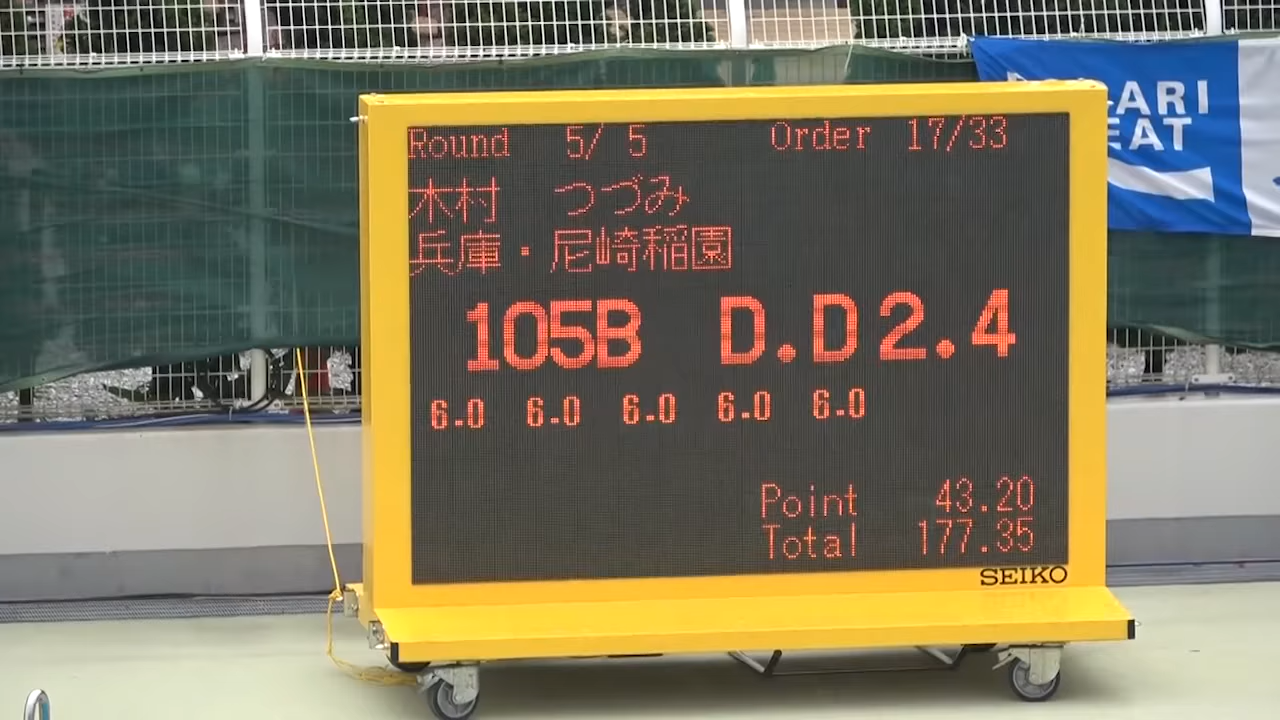 Round 5/ 5 Order 17/33
木村 つづみ
兵庫・尼崎稲園
105B D.D 2.4
6.0 6.0 6.0 6.0 6.0
Point 43.20
Total 177.35
SEIKO